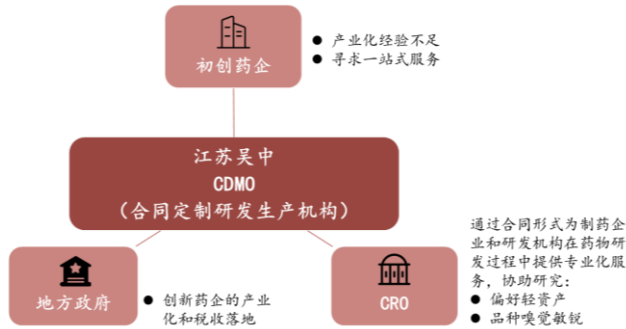 初创药企
● 产业化经验不足
● 寻求一站式服务
江苏吴中
CDMO
（合同定制研发生产机构）
地方政府
● 创新药企的产业
化和税收落地
CRO
通过合同形式为制药企
业和研发机构在药物研
发过程中提供专业化服
务，协助研究：
● 偏好轻资产
● 品种嗅觉敏锐